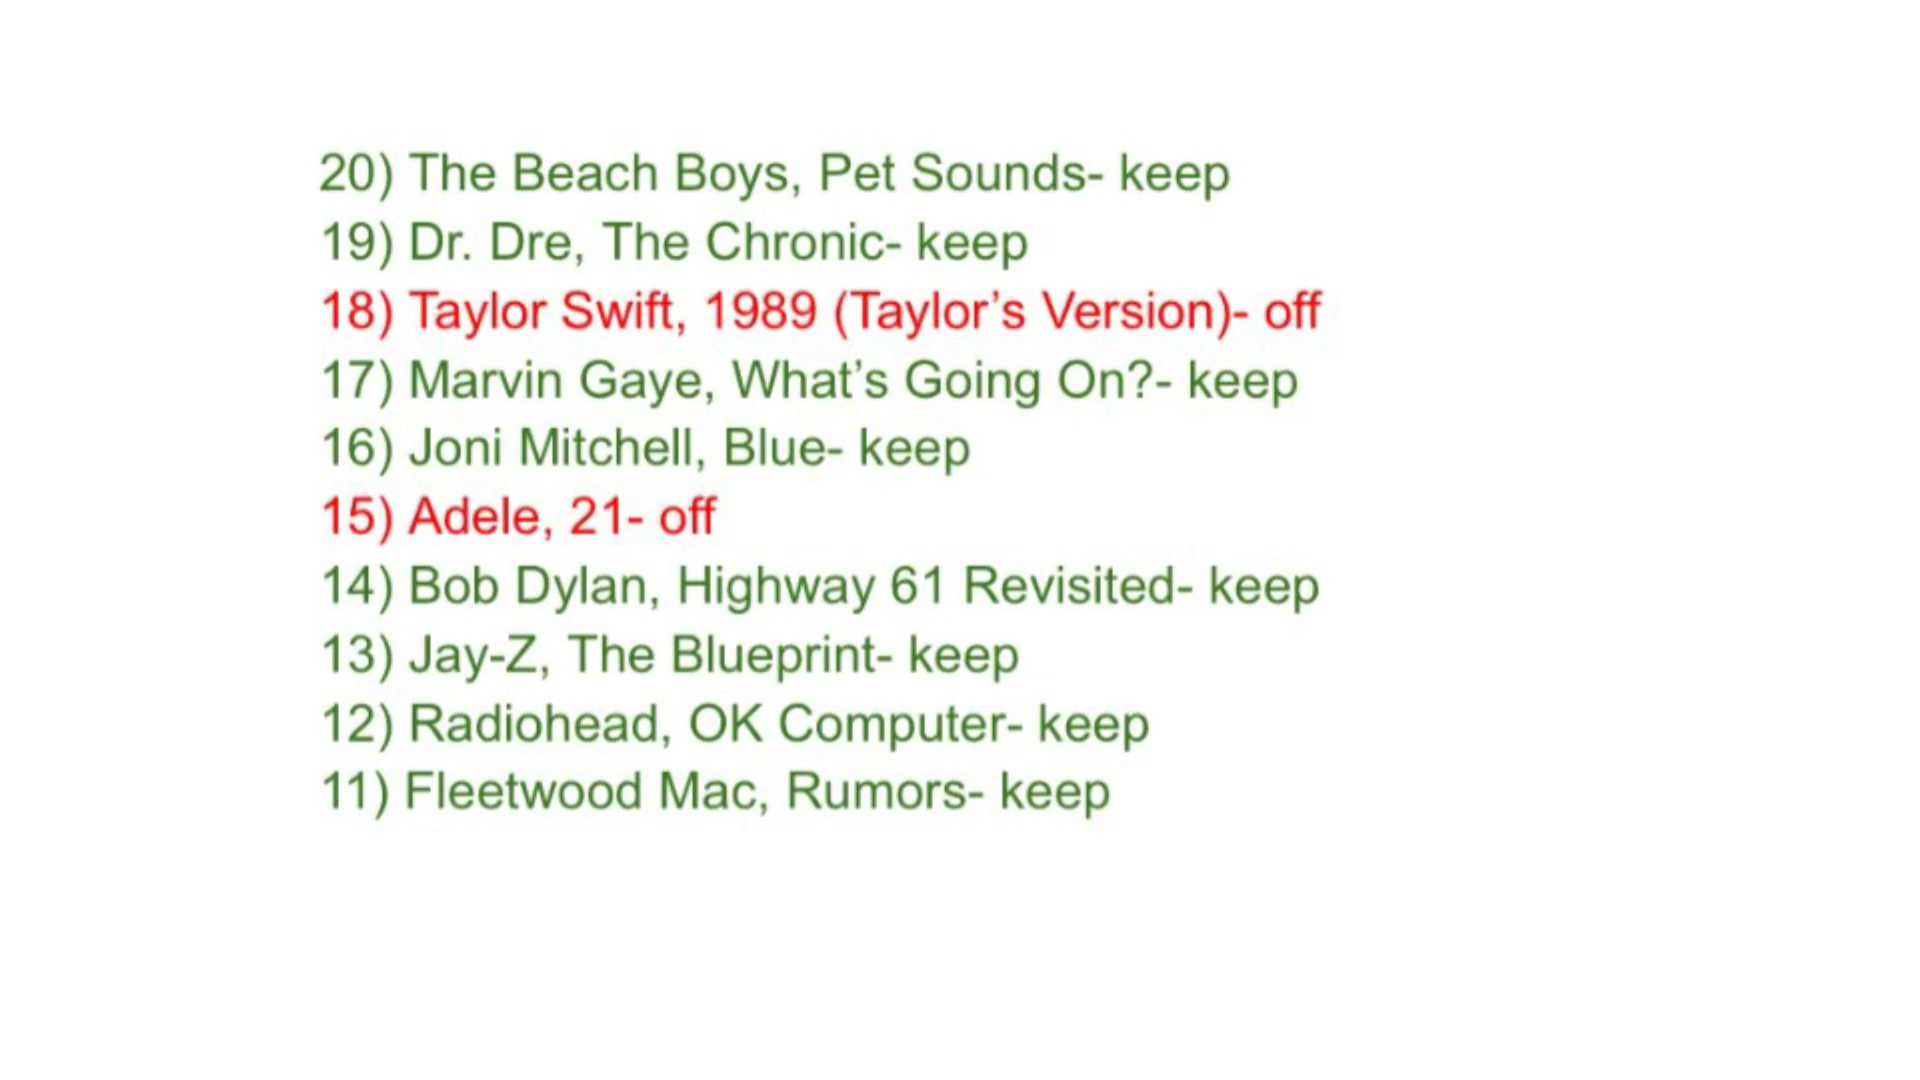 20) The Beach Boys, Pet Sounds- keep
19) Dr. Dre, The Chronic- keep
18) Taylor Swift, 1989 (Taylor’s Version)- off
17) Marvin Gaye, What’s Going On?- keep
16) Joni Mitchell, Blue- keep
15) Adele, 21- off
14) Bob Dylan, Highway 61 Revisited- keep
13) Jay-Z, The Blueprint- keep
12) Radiohead, OK Computer- keep
11) Fleetwood Mac, Rumors- keep